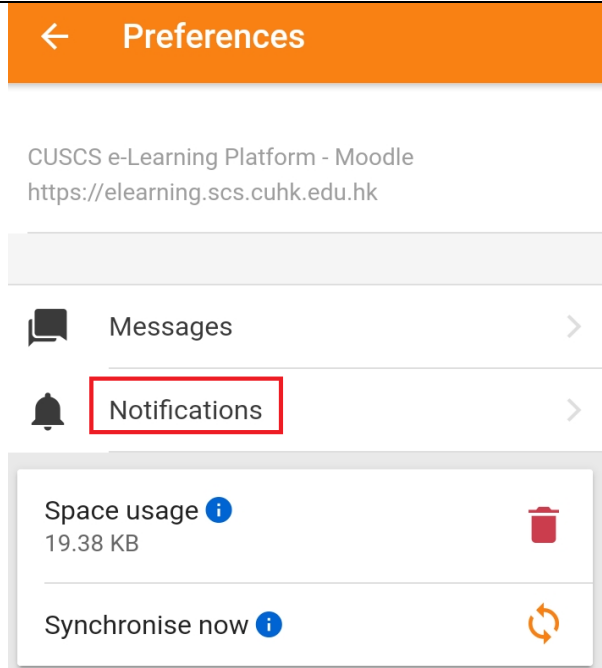 Preferences
CUSCS e-Learning Platform - Moodle
https://elearning.scs.cuhk.edu.hk
Messages
Notifications
Space usage
19.38 KB
Synchronise now